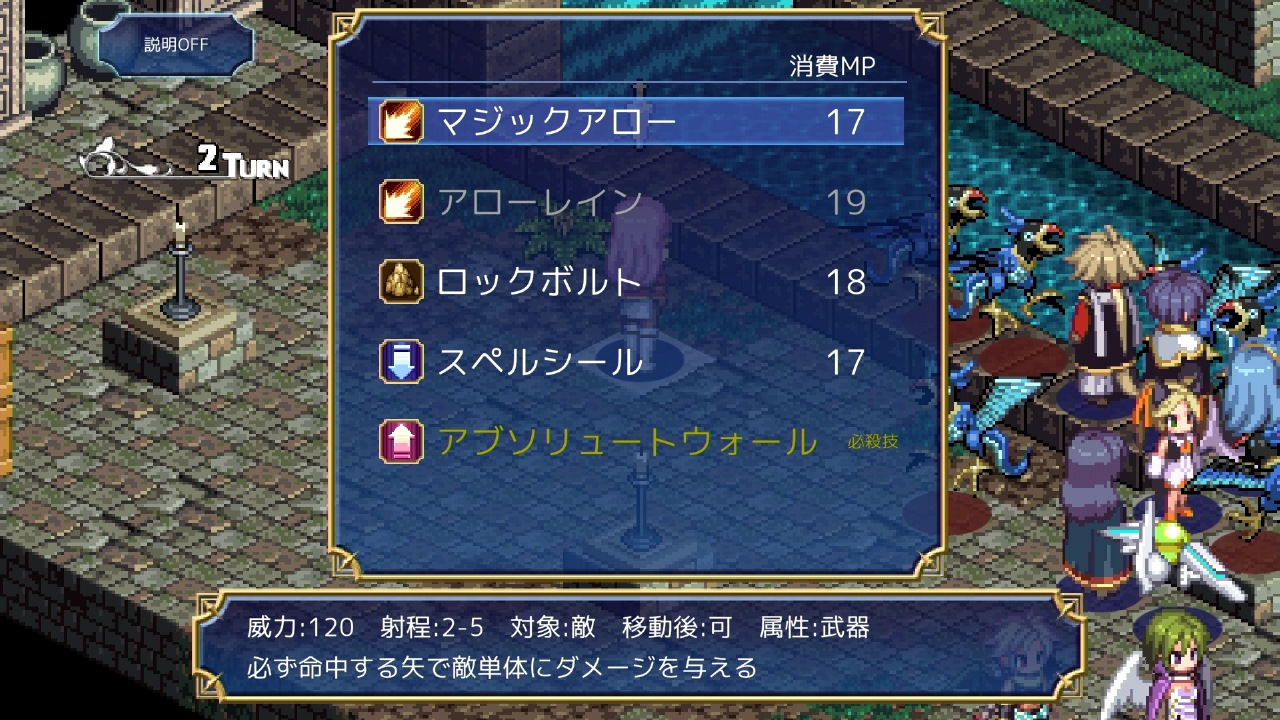 説明OFF
消費MP
2 TURN
マジックアロー 17
アローレイン 19
ロックボルト 18
スペルシール 17
アブソリュートウォール 必殺技
威力:120 射程:2-5 対象:敵 移動後:可 属性:武器
必ず命中する矢で敵単体にダメージを与える